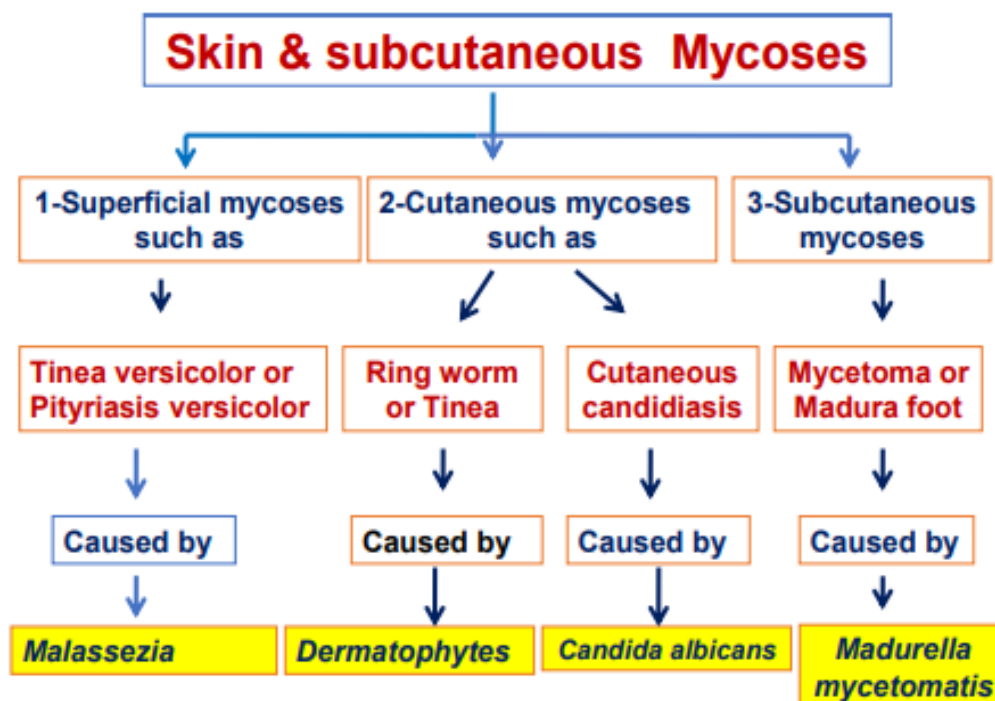 Skin & subcutaneous Mycoses
1-Superficial mycoses
such as
2-Cutaneous mycoses
such as
3-Subcutaneous
mycoses
Tinea versicolor or
Pityriasis versicolor
Ring worm
or Tinea
Cutaneous
candidiasis
Mycetoma or
Madura foot
Caused by
Caused by
Caused by
Caused by
Malassezia
Dermatophytes
Candida albicans
Madurella
mycetomatis